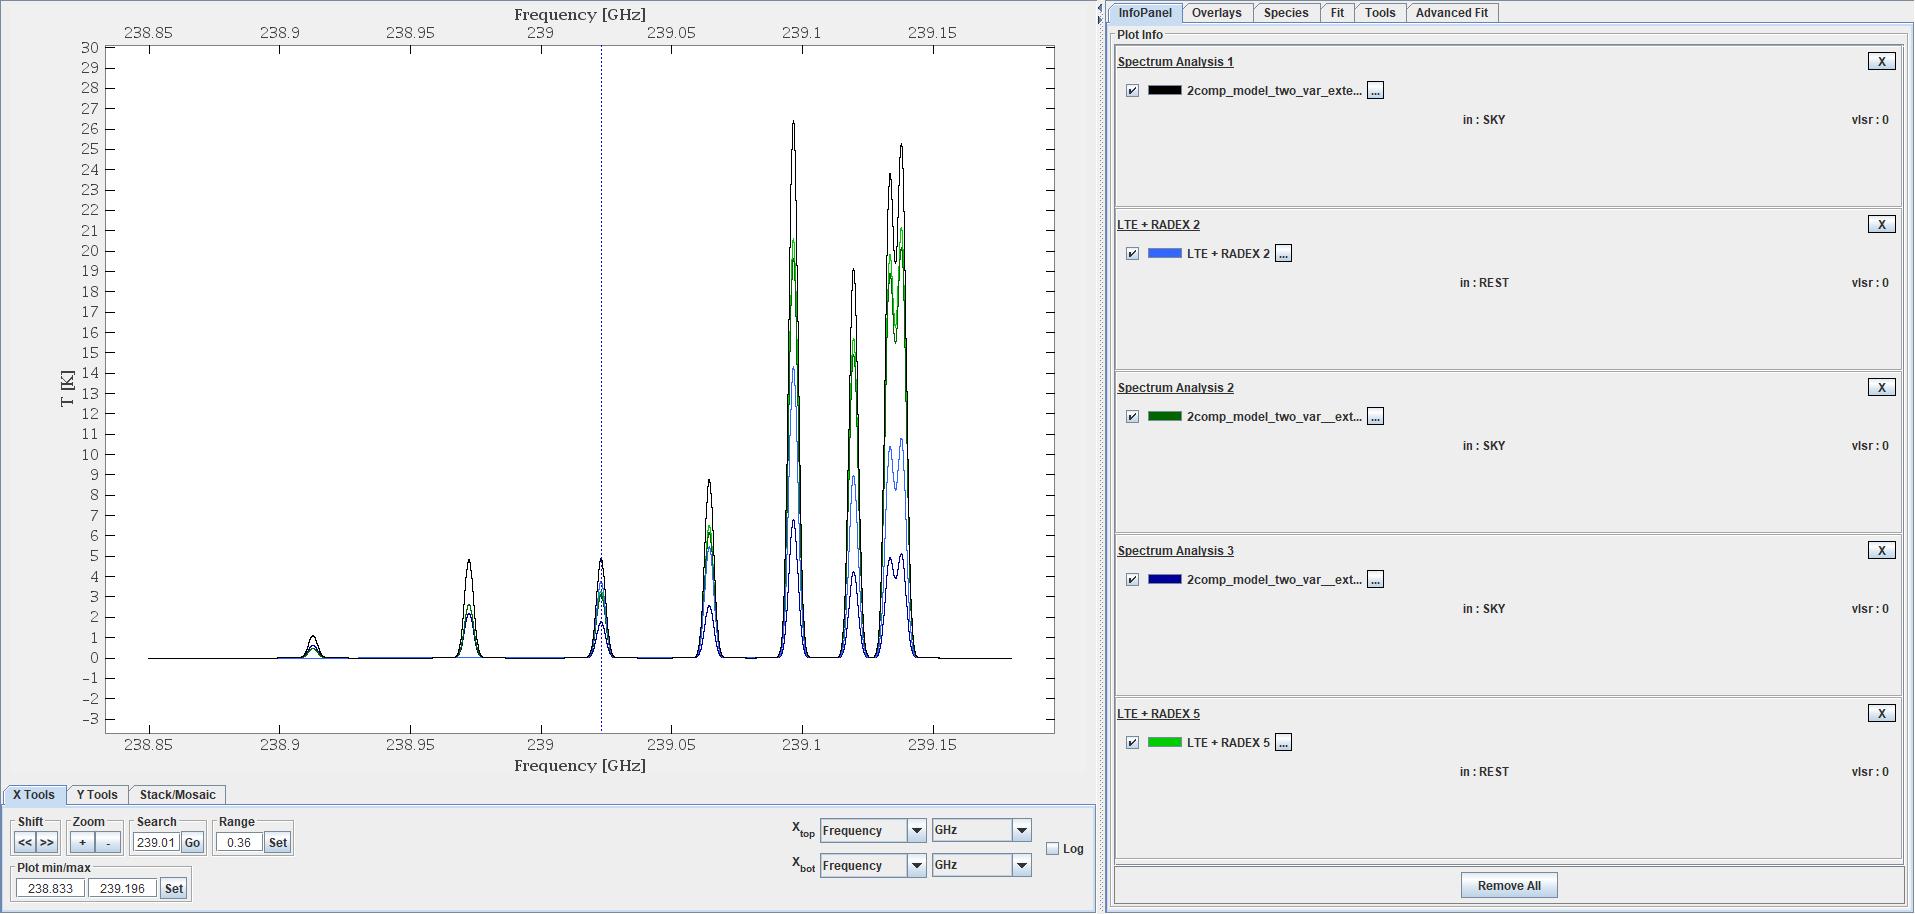 Frequency [GHz]
238.85 238.9 238.95 239 239.05 239.1 239.15
30
29
28
27
26
25
24
23
22
21
20
19
18
17
16
15
14
13
12
11
10
9
8
7
6
5
4
3
2
1
0
-1
-2
-3
T [K]
238.85 238.9 238.95 239 239.05 239.1 239.15
Frequency [GHz]
X Tools Y Tools Stack/Mosaic
Shift Zoom Search Range
<< >> + - 239.01 Go 0.36 Set
Plot min/max
238.833 239.196 Set
Xtop Frequency GHz
Xbot Frequency GHz
Log
InfoPanel Overlays Species Fit Tools Advanced Fit
Plot Info
Spectrum Analysis 1 X
2comp_model_two_var_exte... ...
in : SKY vlsr : 0
LTE + RADEX 2 X
LTE + RADEX 2 ...
in : REST vlsr : 0
Spectrum Analysis 2 X
2comp_model_two_var__ext... ...
in : SKY vlsr : 0
Spectrum Analysis 3 X
2comp_model_two_var__ext... ...
in : SKY vlsr : 0
LTE + RADEX 5 X
LTE + RADEX 5 ...
in : REST vlsr : 0
Remove All